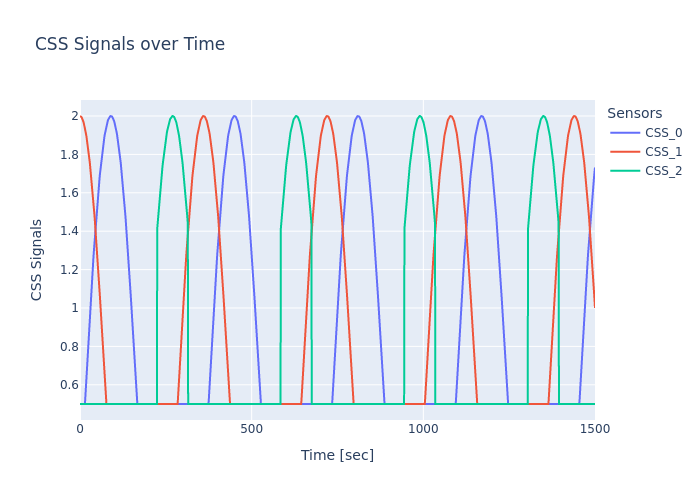 CSS Signals over Time
Sensors
CSS_0
CSS_1
CSS_2
CSS Signals
2
1.8
1.6
1.4
1.2
1
0.8
0.6
0
500
1000
1500
Time [sec]